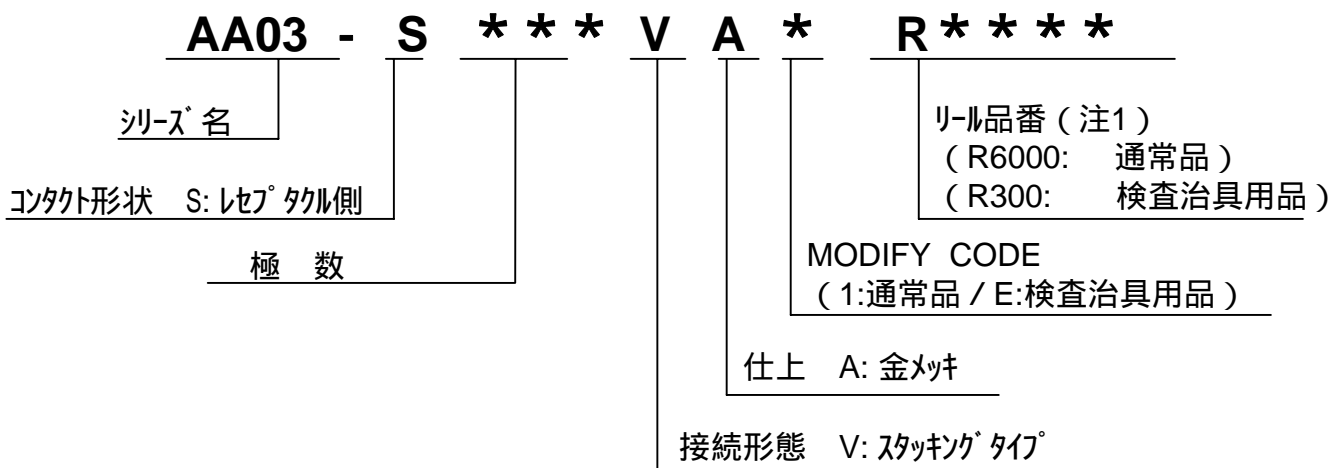 AA03 - S *** V A * R****
シリーズ名
リール品番(注1)
(R6000: 通常品)
(R300: 検査治具用品)
コンタクト形状 S: レセプタクル側
極 数
MODIFY CODE
(1:通常品 / E:検査治具用品)
仕上 A: 金メッキ
接続形態 V: スタッキングタイプ